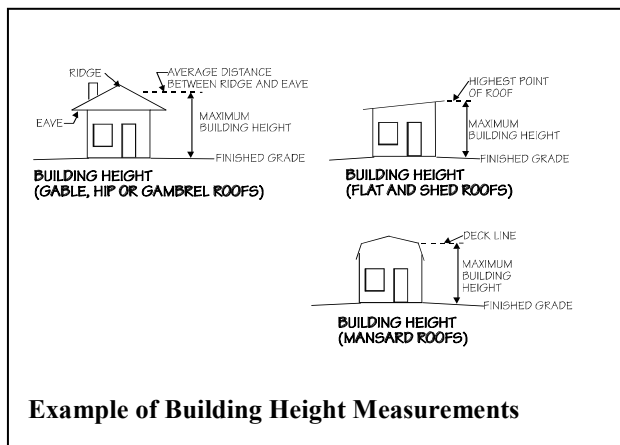 RIDGE
AVERAGE DISTANCE
BETWEEN RIDGE AND EAVE
EAVE
MAXIMUM
BUILDING HEIGHT
FINISHED GRADE
BUILDING HEIGHT
(GABLE, HIP OR GAMBREL ROOFS)
HIGHEST POINT
OF ROOF
MAXIMUM
BUILDING HEIGHT
FINISHED GRADE
BUILDING HEIGHT
(FLAT AND SHED ROOFS)
DECK LINE
MAXIMUM
BUILDING
HEIGHT
FINISHED GRADE
BUILDING HEIGHT
(MANSARD ROOFS)
Example of Building Height Measurements